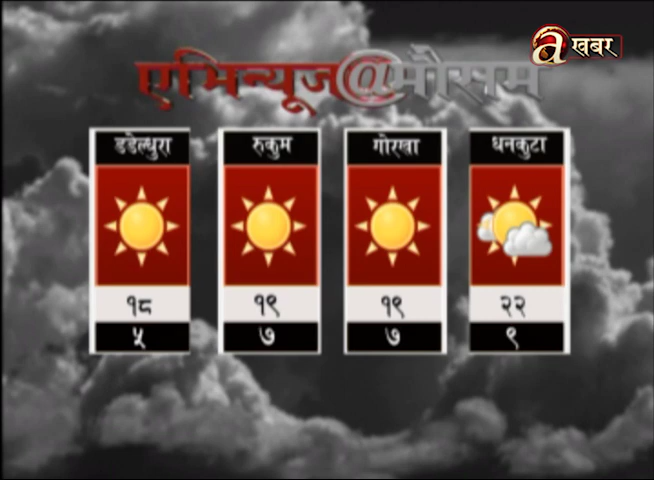 a खबर
एभिन्यूज@मौसम
डडेल्धुरा रुकुम गोरखा धनकुटा
१८ १९ १९ २२
५ ७ ७ ९